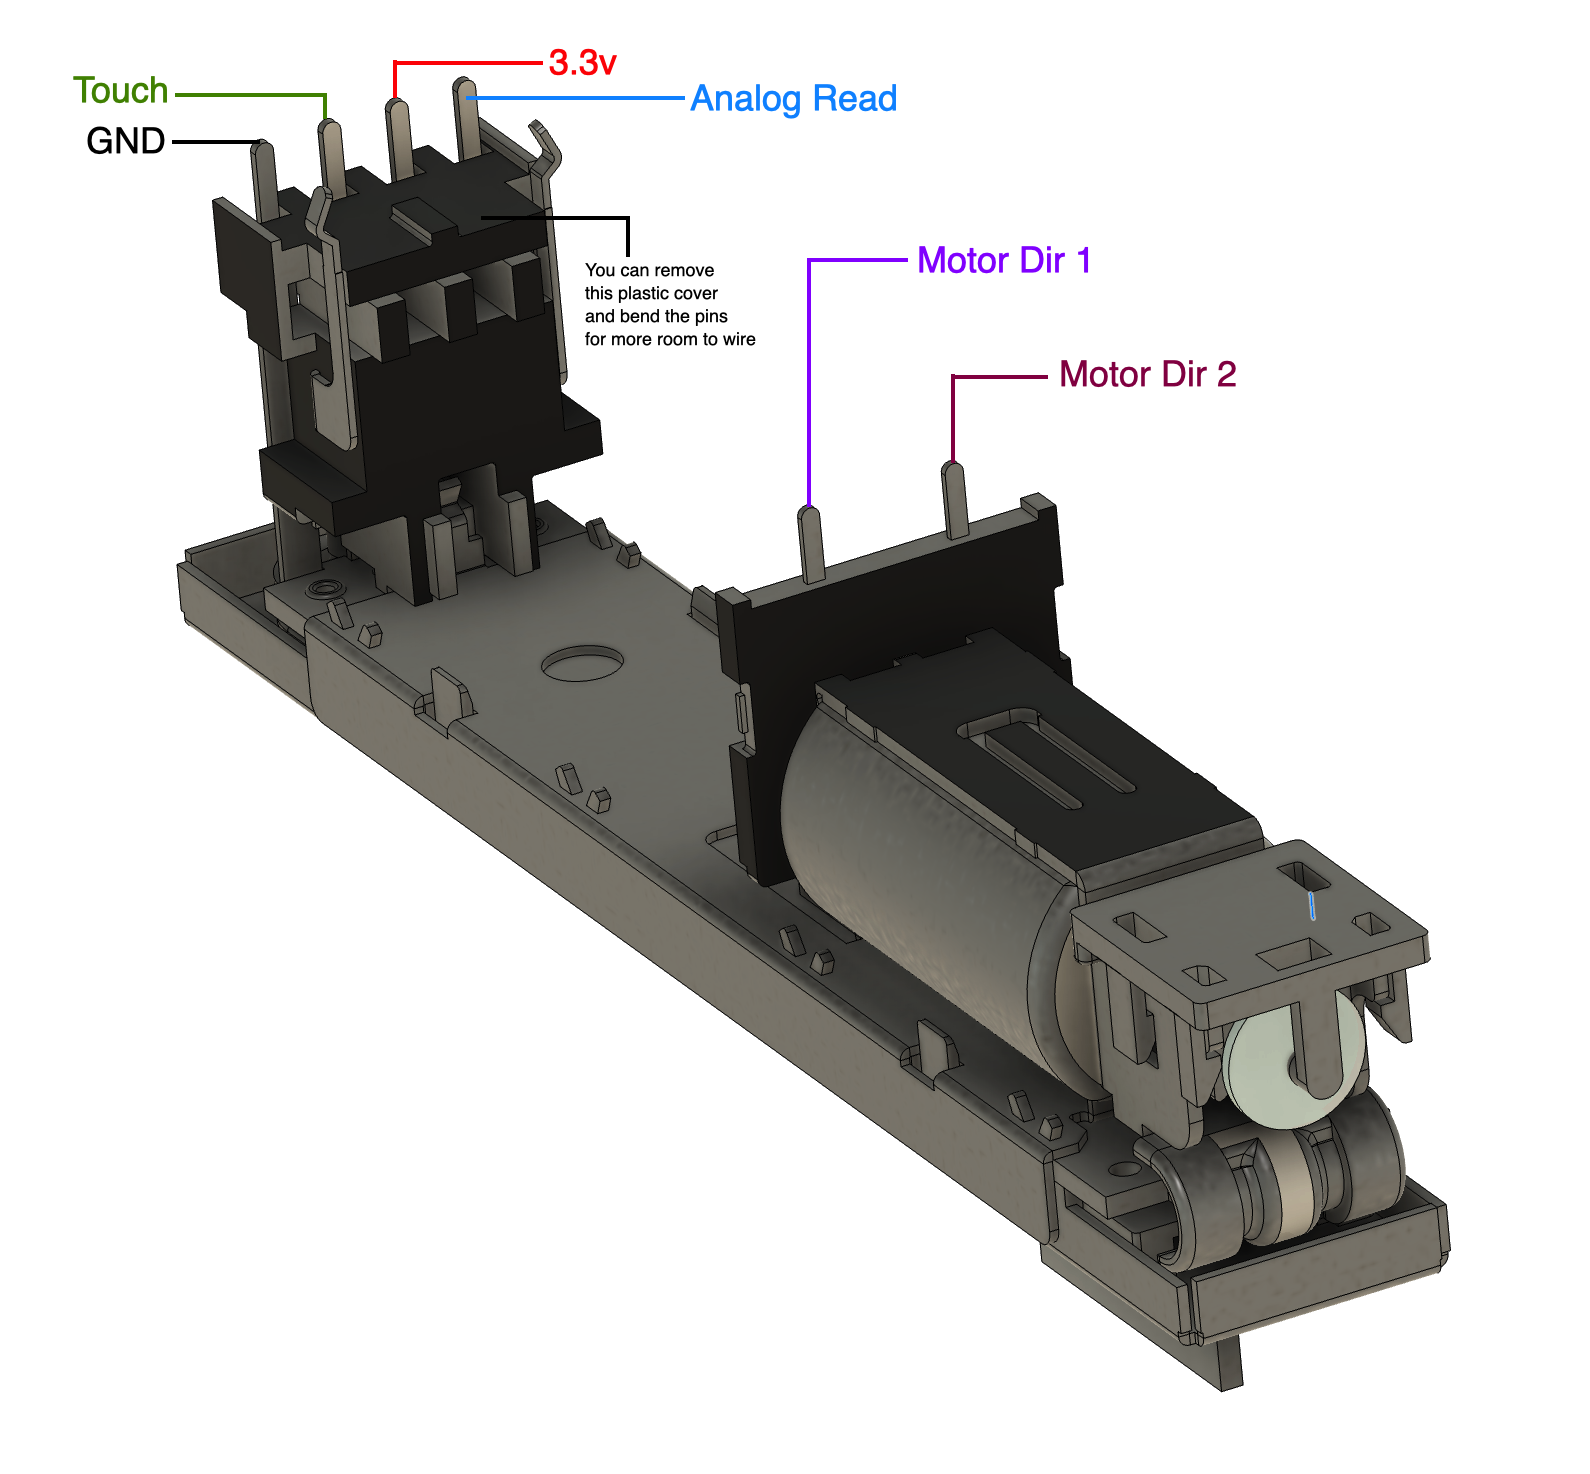 3.3v
Touch
Analog Read
GND
Motor Dir 1
You can remove
this plastic cover
and bend the pins
for more room to wire
Motor Dir 2